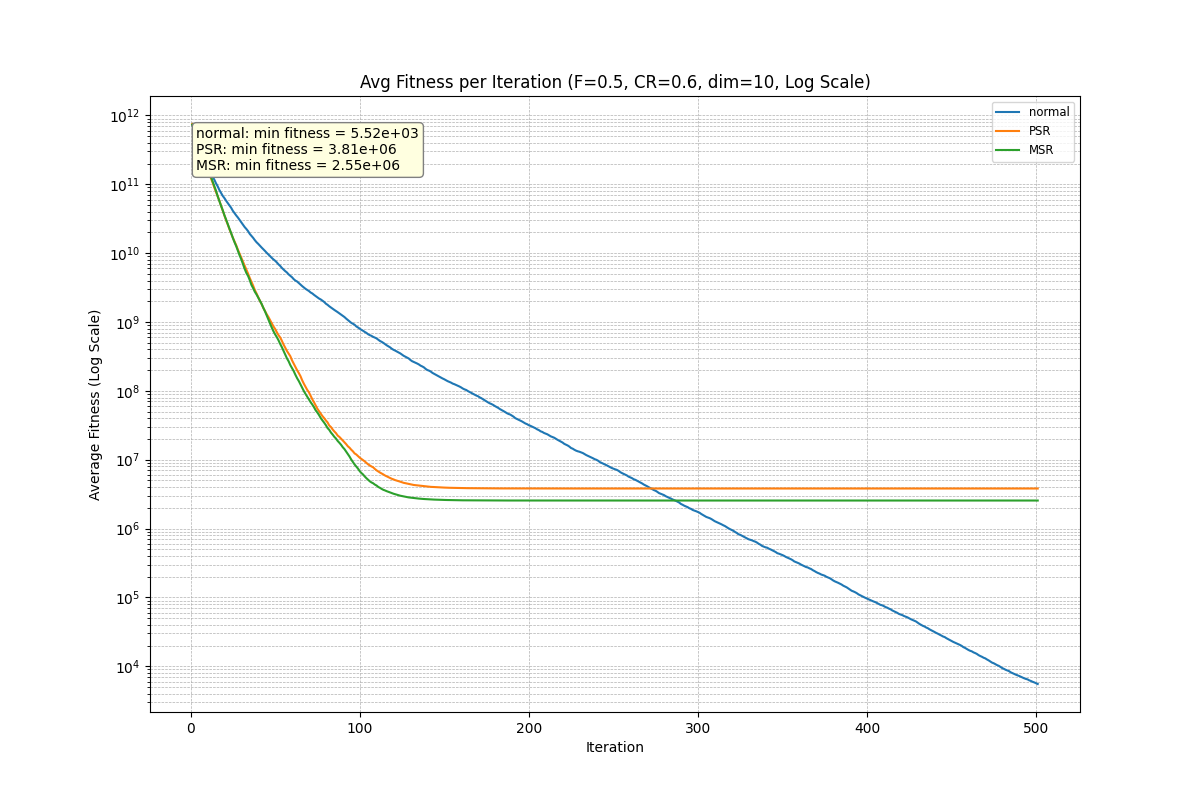 Avg Fitness per Iteration (F=0.5, CR=0.6, dim=10, Log Scale)
normal: min fitness = 5.52e+03
PSR: min fitness = 3.81e+06
MSR: min fitness = 2.55e+06
normal
PSR
MSR
Average Fitness (Log Scale)
10¹²
10¹¹
10¹⁰
10⁹
10⁸
10⁷
10⁶
10⁵
10⁴
0 100 200 300 400 500
Iteration